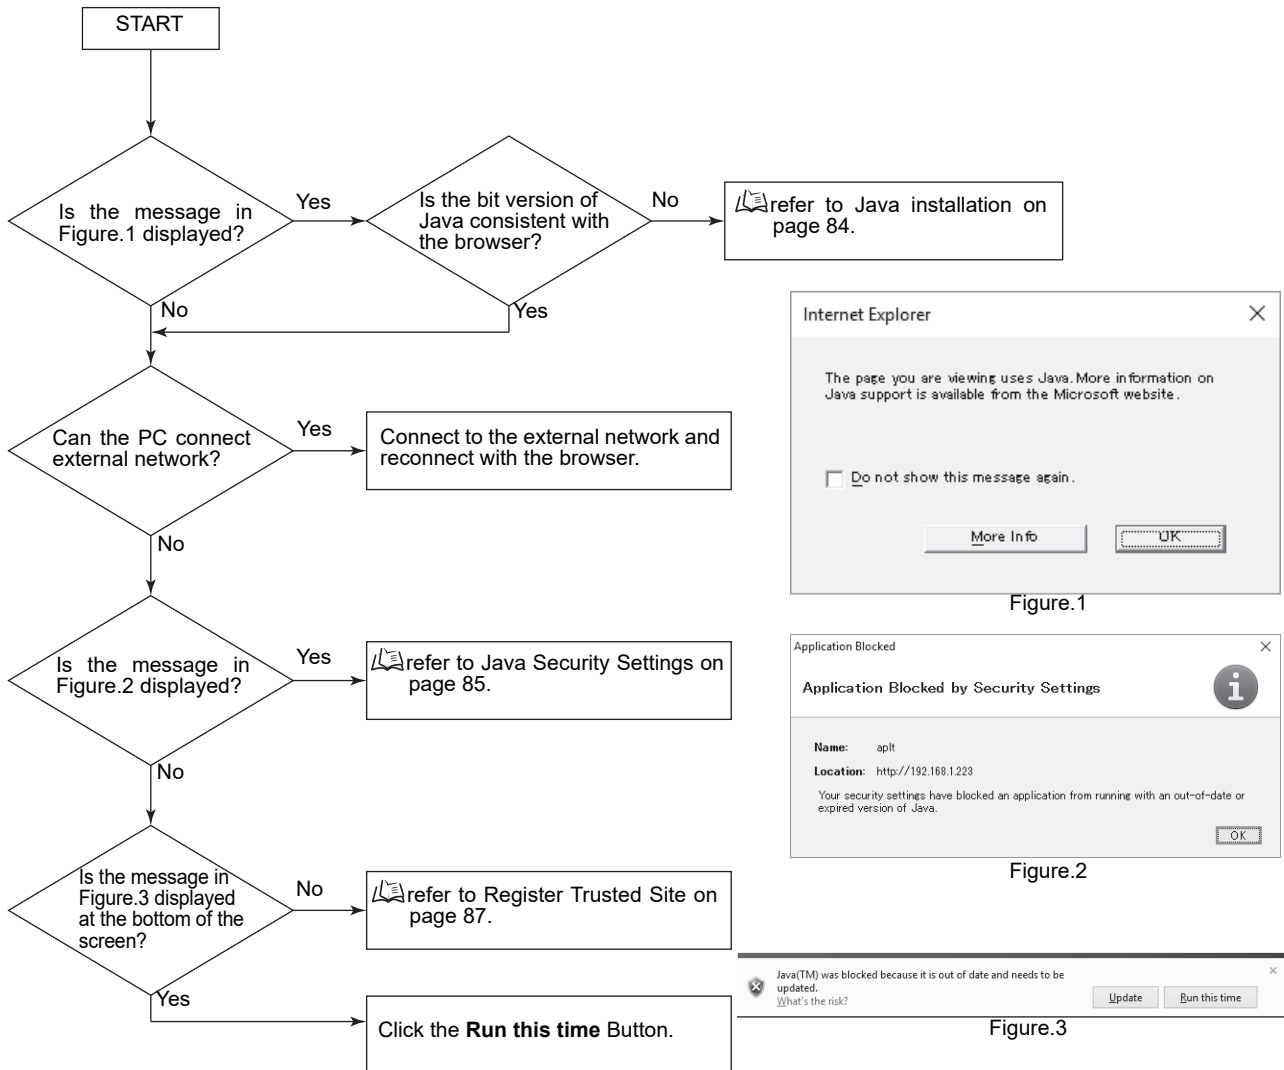 START
Is the message in
Figure.1 displayed?
Yes
Is the bit version of
Java consistent with
the browser?
No
refer to Java installation on
page 84.
No
Yes
Can the PC connect
external network?
Yes
Connect to the external network and
reconnect with the browser.
No
Is the message in
Figure.2 displayed?
Yes
refer to Java Security Settings on
page 85.
No
Is the message in
Figure.3 displayed
at the bottom of the
screen?
No
refer to Register Trusted Site on
page 87.
Yes
Click the Run this time Button.
Internet Explorer
The page you are viewing uses Java. More information on
Java support is available from the Microsoft website.
Do not show this message again.
More Info
OK
Figure.1
Application Blocked
Application Blocked by Security Settings
Name: aplt
Location: http://192.168.1.223
Your security settings have blocked an application from running with an out-of-date or
expired version of Java.
OK
Figure.2
Java(TM) was blocked because it is out of date and needs to be
updated.
What's the risk?
Update
Run this time
Figure.3